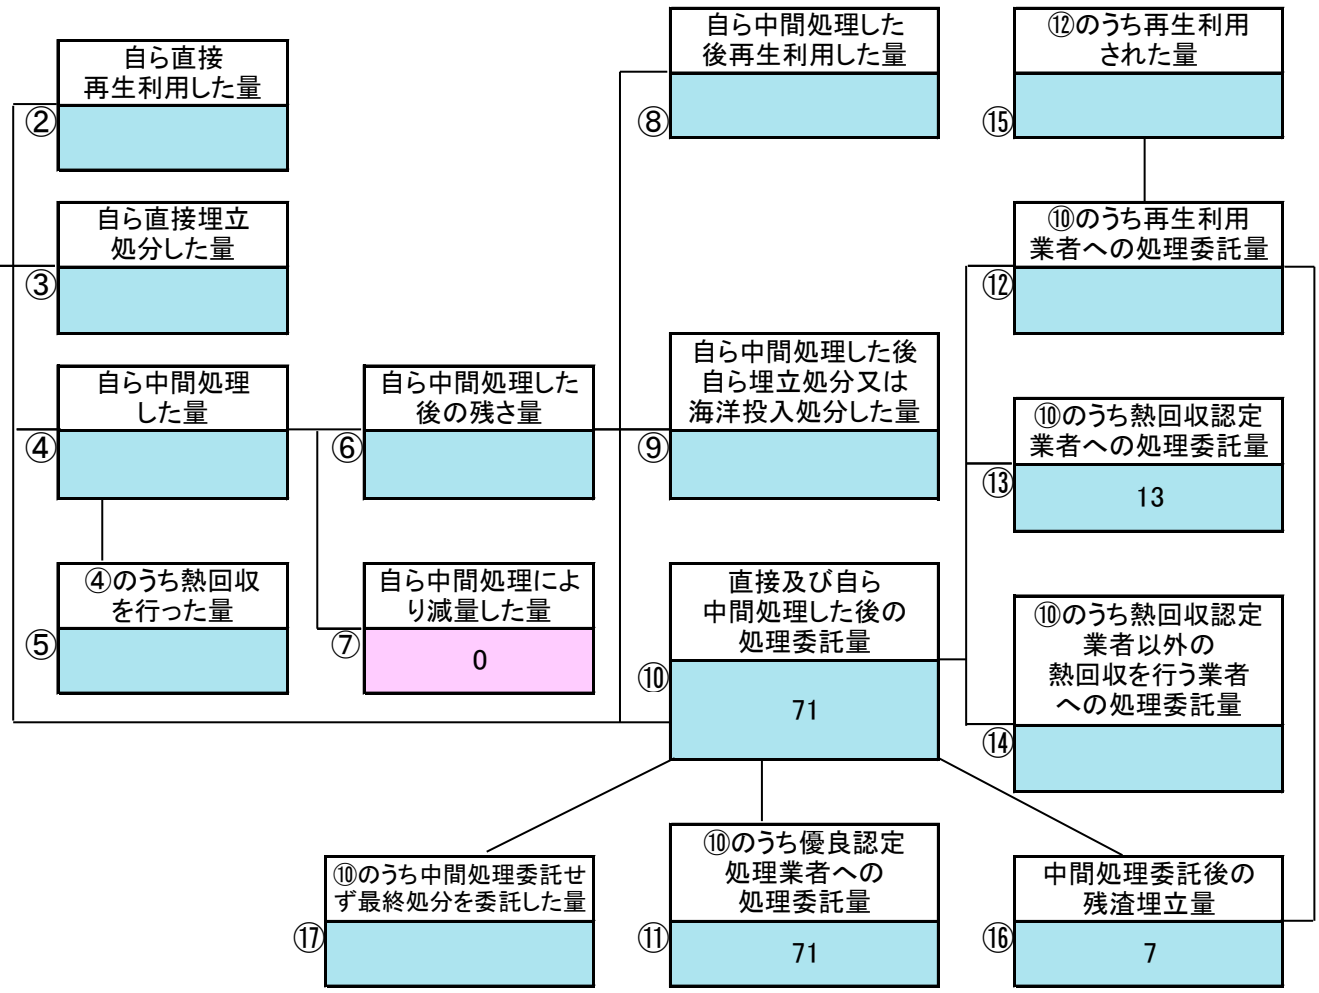 自ら直接
再生利用した量
②
自ら直接埋立
処分した量
③
自ら中間処理
した量
④
④のうち熱回収
を行った量
⑤
自ら中間処理した
後の残さ量
⑥
自ら中間処理によ
り減量した量
⑦
0
自ら中間処理した
後再生利用した量
⑧
自ら中間処理した後
自ら埋立処分又は
海洋投入処分した量
⑨
直接及び自ら
中間処理した後の
処理委託量
⑩
71
⑫のうち再生利用
された量
⑮
⑩のうち再生利用
業者への処理委託量
⑫
⑩のうち熱回収認定
業者への処理委託量
⑬
13
⑩のうち熱回収認定
業者以外の
熱回収を行う業者
への処理委託量
⑭
⑩のうち中間処理委託せ
ず最終処分を委託した量
⑰
⑩のうち優良認定
処理業者への
処理委託量
⑪
71
中間処理委託後の
残渣埋立量
⑯
7